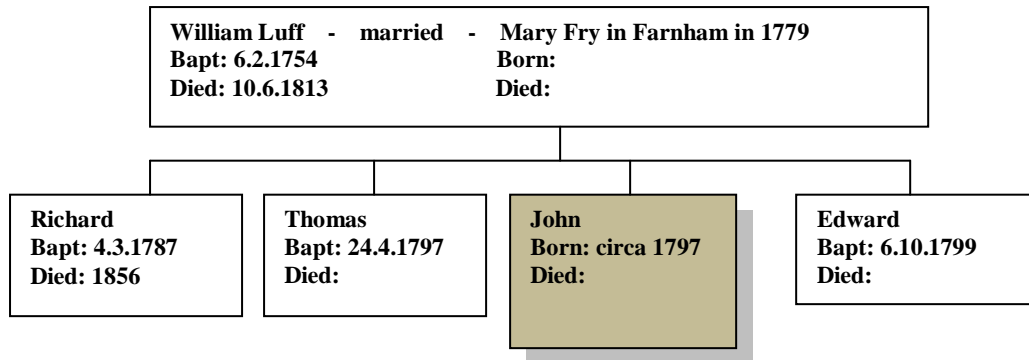 William Luff - married - Mary Fry in Farnham in 1779
Bapt: 6.2.1754 Born:
Died: 10.6.1813 Died:
Richard
Bapt: 4.3.1787
Died: 1856
Thomas
Bapt: 24.4.1797
Died:
John
Born: circa 1797
Died:
Edward
Bapt: 6.10.1799
Died: